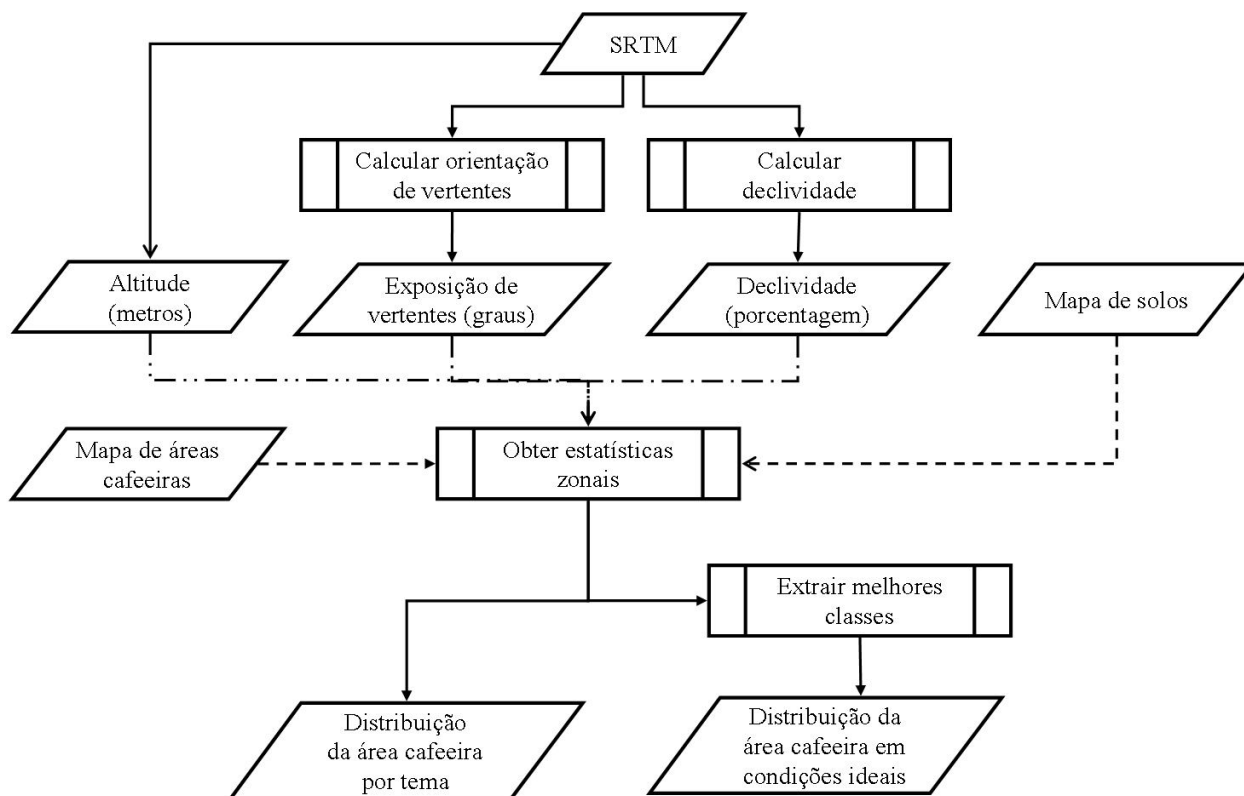 SRTM
Calcular orientação
de vertentes
Calcular
declividade
Altitude
(metros)
Exposição de
vertentes (graus)
Declividade
(porcentagem)
Mapa de solos
Mapa de áreas
cafeeiras
Obter estatísticas
zonais
Extrair melhores
classes
Distribuição
da área cafeeira
por tema
Distribuição da
área cafeeira em
condições ideais